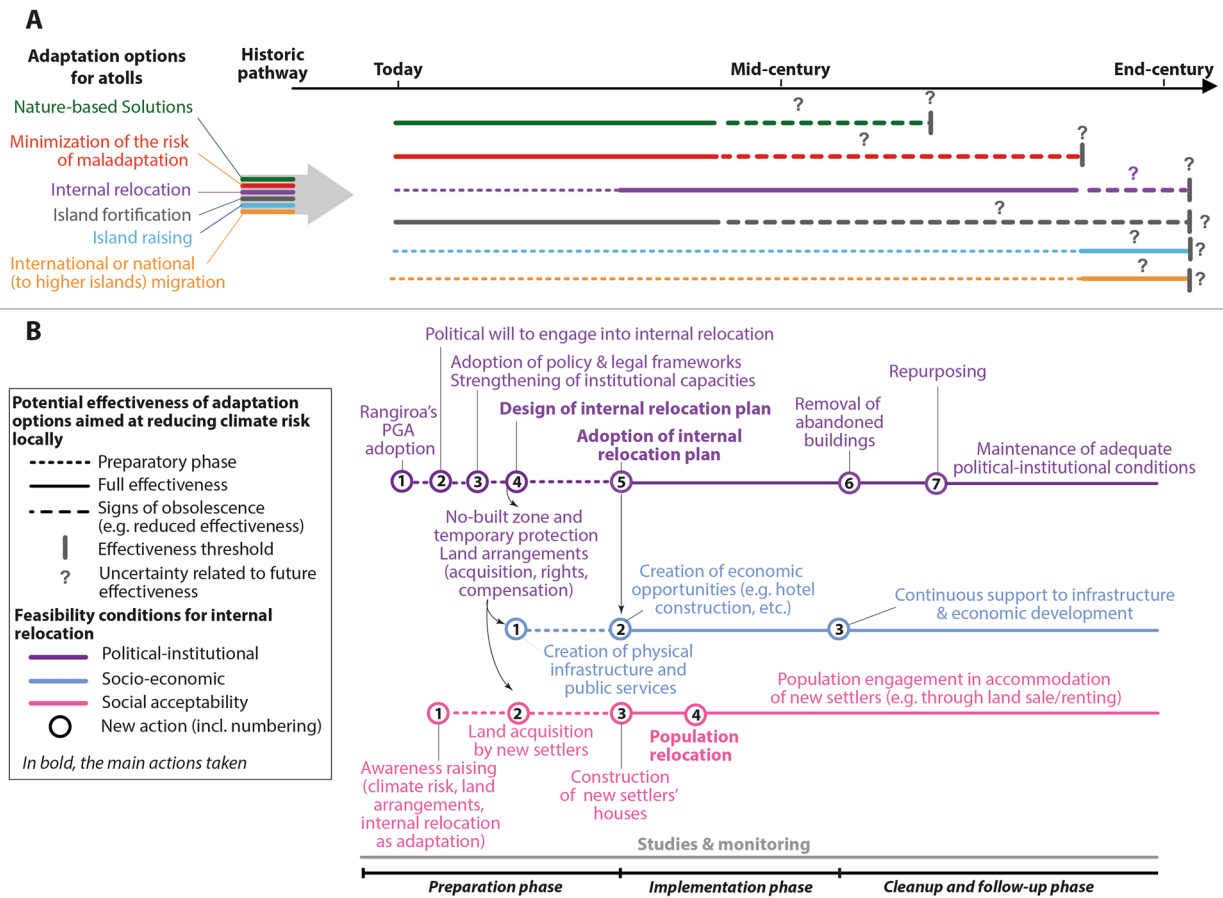 A
Adaptation options
for atolls
Historic
pathway
Today
Mid-century
End-century
Nature-based Solutions
Minimization of the risk
of maladaptation
Internal relocation
Island fortification
Island raising
International or national
(to higher islands) migration
?
?
?
?
?
?
?
?
?
?
?
?
B
Potential effectiveness of adaptation
options aimed at reducing climate risk
locally
Preparatory phase
Full effectiveness
Signs of obsolescence
(e.g. reduced effectiveness)
Effectiveness threshold
? Uncertainty related to future
effectiveness
Feasibility conditions for internal
relocation
Political-institutional
Socio-economic
Social acceptability
New action (incl. numbering)
In bold, the main actions taken
Political will to engage into internal relocation
Adoption of policy & legal frameworks
Strengthening of institutional capacities
Design of internal relocation plan
Rangiroa's
PGA
adoption
Adoption of internal
relocation plan
Removal of
abandoned
buildings
Repurposing
Maintenance of adequate
political-institutional conditions
1 2 3 4 5 6 7
No-built zone and
temporary protection
Land arrangements
(acquisition, rights,
compensation)
Creation of economic
opportunities (e.g. hotel
construction, etc.)
Continuous support to infrastructure
& economic development
1 2 3
Creation of physical
infrastructure and
public services
Population engagement in accommodation
of new settlers (e.g. through land sale/renting)
1 2 3 4
Land acquisition
by new settlers
Population
relocation
Awareness raising
(climate risk, land
arrangements,
internal relocation
as adaptation)
Construction
of new settlers'
houses
Studies & monitoring
Preparation phase
Implementation phase
Cleanup and follow-up phase